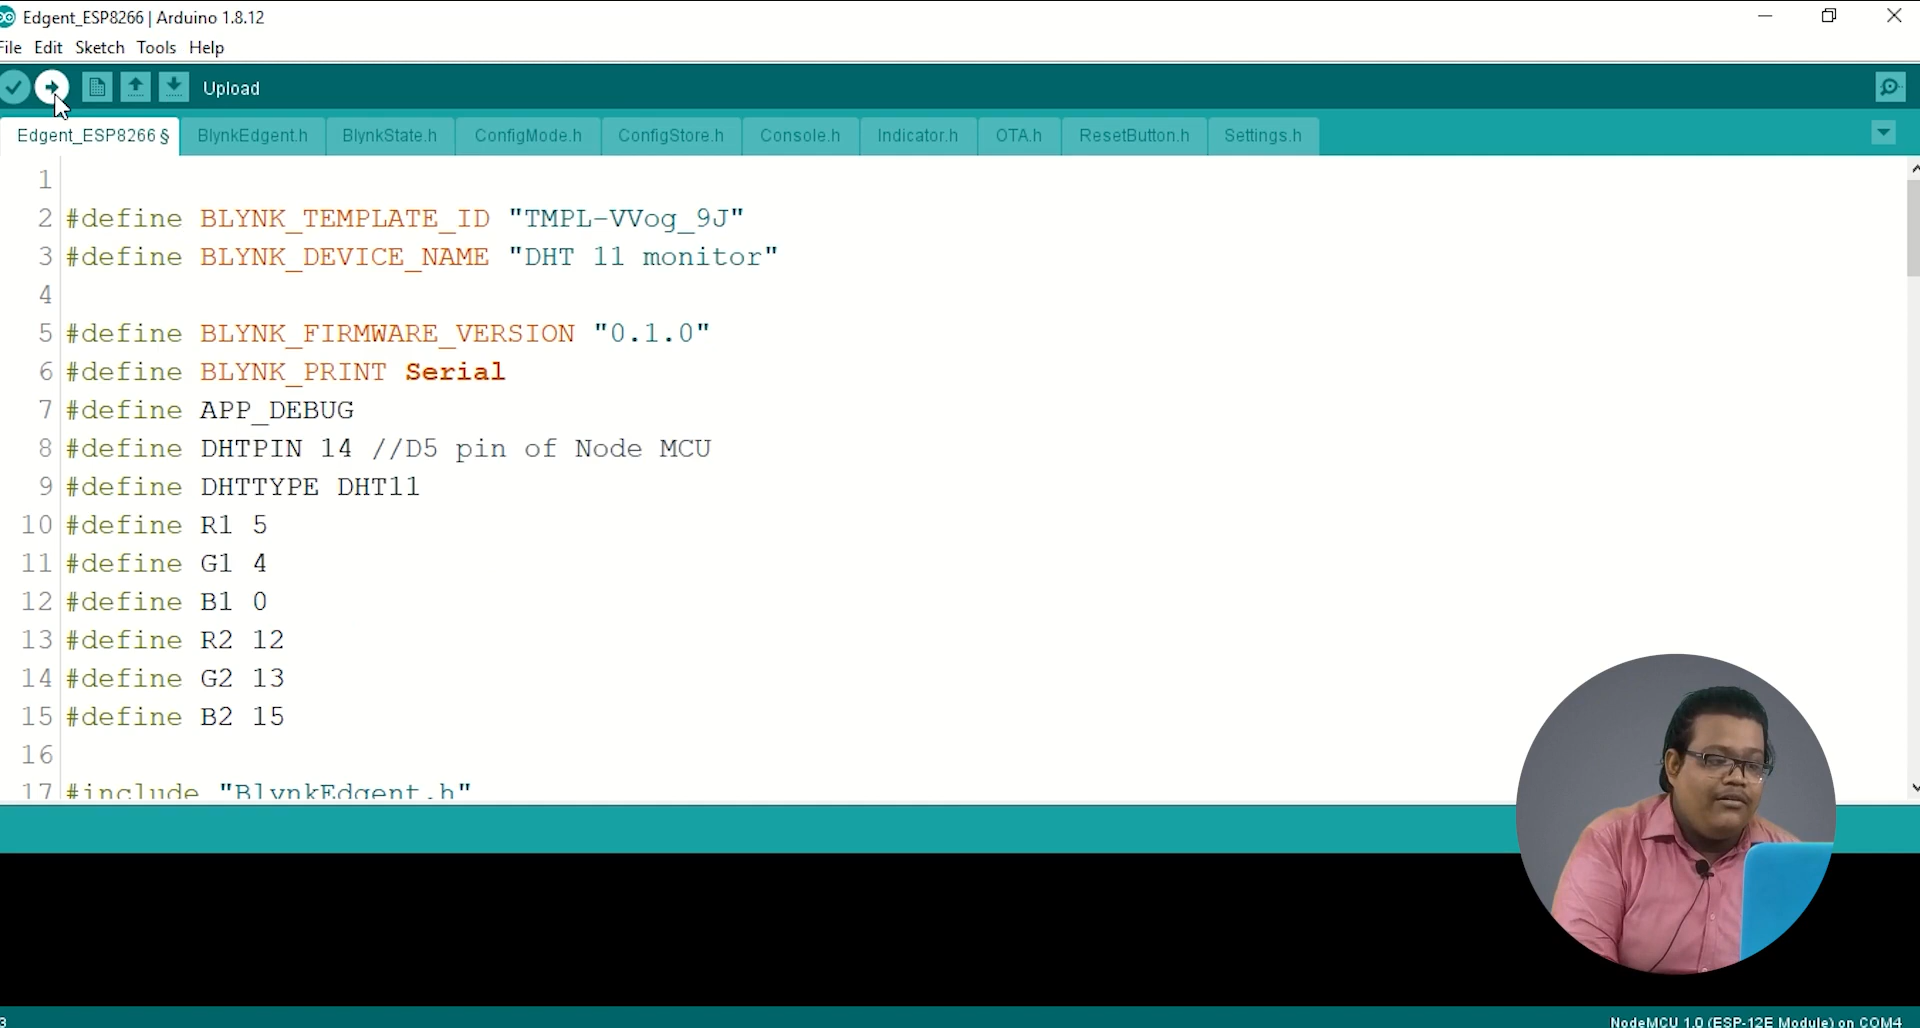 Edgent_ESP8266 | Arduino 1.8.12
File Edit Sketch Tools Help
Upload
Edgent_ESP8266 § BlynkEdgent.h BlynkState.h ConfigMode.h ConfigStore.h Console.h Indicator.h OTA.h ResetButton.h Settings.h
1
2 #define BLYNK_TEMPLATE_ID "TMPL-VVog_9J"
3 #define BLYNK_DEVICE_NAME "DHT 11 monitor"
4
5 #define BLYNK_FIRMWARE_VERSION "0.1.0"
6 #define BLYNK_PRINT Serial
7 #define APP_DEBUG
8 #define DHTPIN 14 //D5 pin of Node MCU
9 #define DHTTYPE DHT11
10 #define R1 5
11 #define G1 4
12 #define B1 0
13 #define R2 12
14 #define G2 13
15 #define B2 15
16
17 #include "BlynkEdgent.h"
3 NodeMCU 1.0 (ESP-12E Module) on COM4